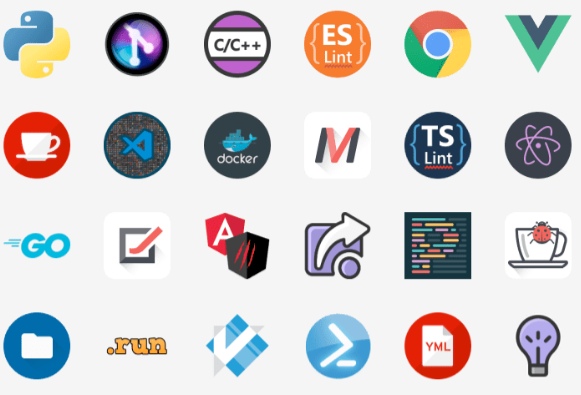 C/C++
ES
Lint
docker
M
TS
Lint
GO
A
.run
YML